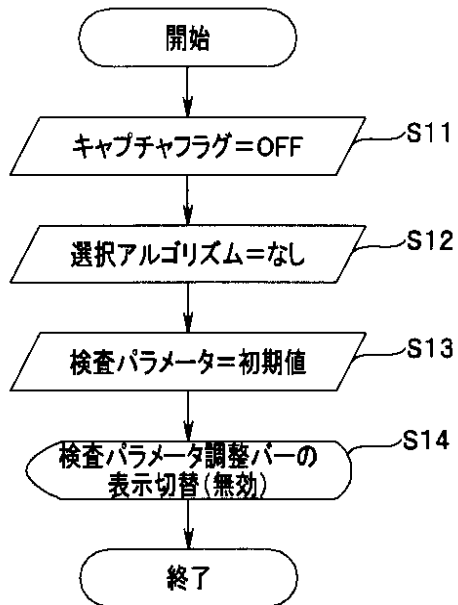 開始
キャプチャフラグ=OFF
S11
選択アルゴリズム=なし
S12
検査パラメータ=初期値
S13
検査パラメータ調整バーの
表示切替(無効)
S14
終了